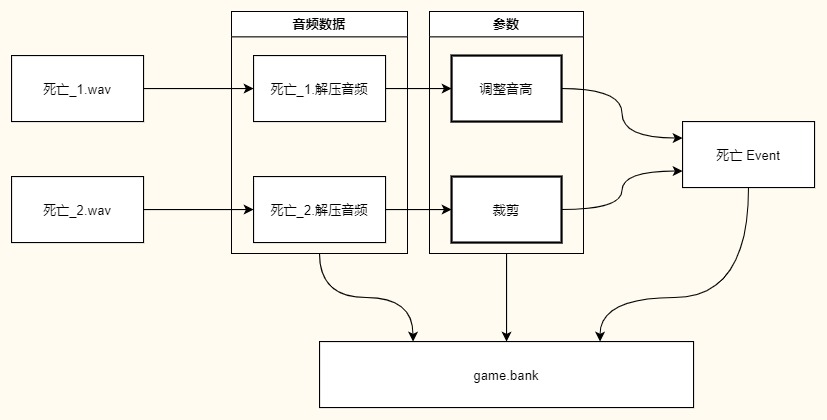 音频数据
参数
死亡_1.wav
死亡_1.解压音频
调整音高
死亡 Event
死亡_2.wav
死亡_2.解压音频
裁剪
game.bank